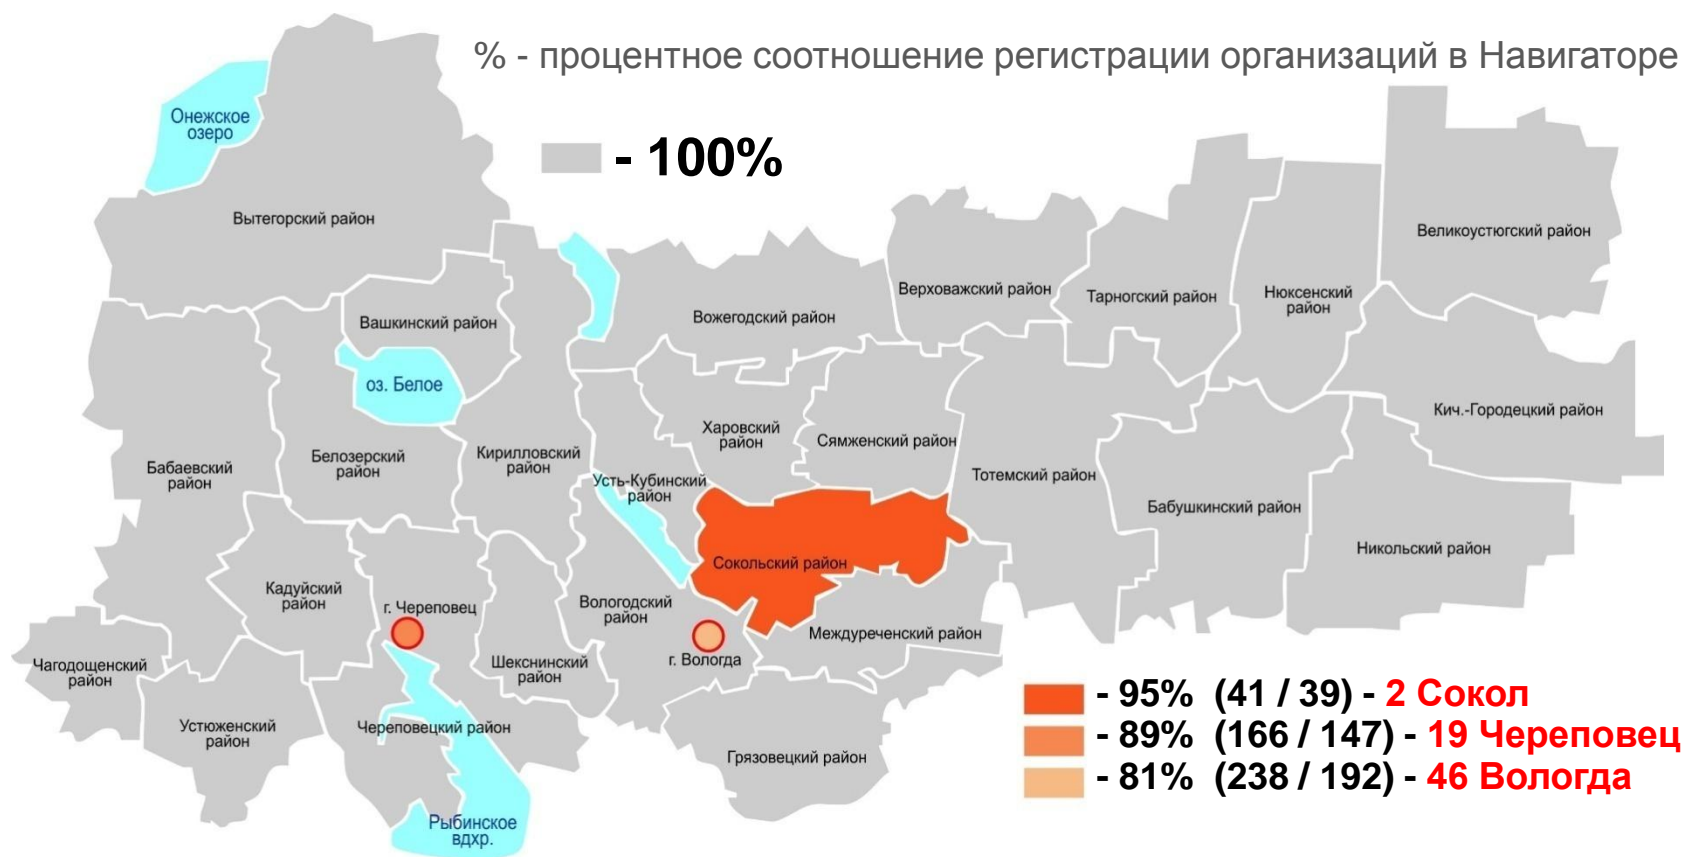 % - процентное соотношение регистрации организаций в Навигаторе
Онежское
озеро
- 100%
Вытегорский район
Великоустюгский район
Верховажский район
Тарногский район
Нюксенский
район
Вашкинский район
Вожегодский район
оз. Белое
Кич.-Городецкий район
Харовский
район
Сямженский район
Бабаевский
район
Белозерский
район
Кирилловский
район
Усть-Кубинский
район
Тотемский район
Бабушкинский район
Никольский район
Сокольский район
Кадуйский
район
г. Череповец
Вологодский
район
Междуреченский район
г. Вологда
Чагодощенский
район
Шекснинский
район
Устюженский
район
Череповецкий район
Грязовецкий район
Рыбинское
вдхр.
- 95% (41 / 39) - 2 Сокол
- 89% (166 / 147) - 19 Череповец
- 81% (238 / 192) - 46 Вологда